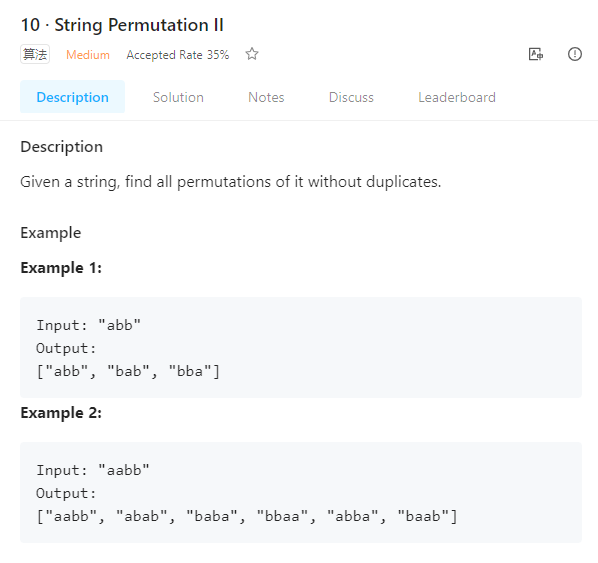 10 · String Permutation II
算法 Medium Accepted Rate 35%
Description Solution Notes Discuss Leaderboard
Description
Given a string, find all permutations of it without duplicates.
Example
Example 1:
Input: "abb"
Output:
["abb", "bab", "bba"]
Example 2:
Input: "aabb"
Output:
["aabb", "abab", "baba", "bbaa", "abba", "baab"]